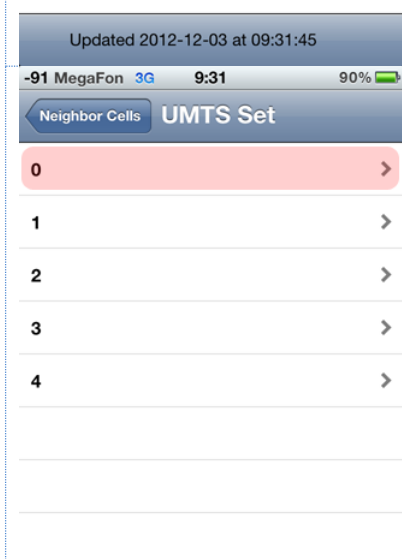 Updated 2012-12-03 at 09:31:45
-91 MegaFon 3G 9:31 90%
Neighbor Cells UMTS Set
0
1
2
3
4